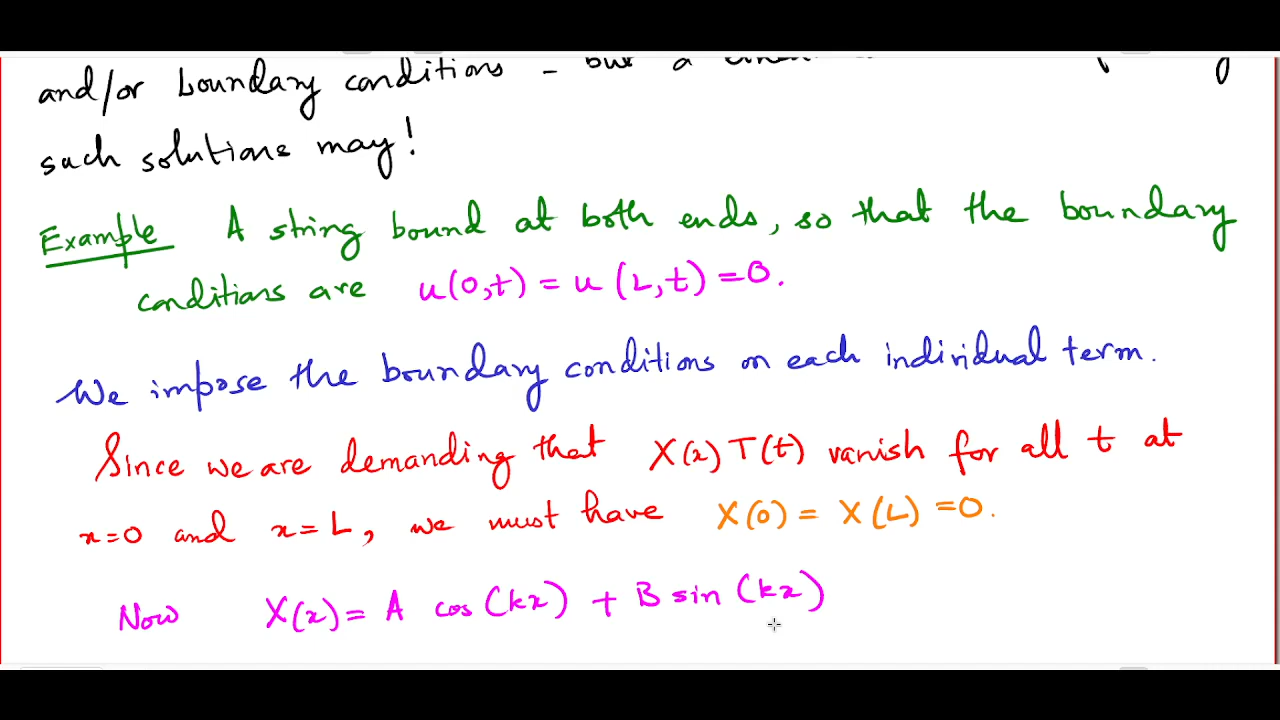 and/or boundary conditions - but a
such solutions may!
Example A string bound at both ends, so that the boundary
conditions are u(0,t) = u(L,t) = 0.
We impose the boundary conditions on each individual term.
Since we are demanding that X(x) T(t) vanish for all t at
x=0 and x=L, we must have X(0) = X(L) = 0.
Now X(x) = A cos(kx) + B sin(kx)